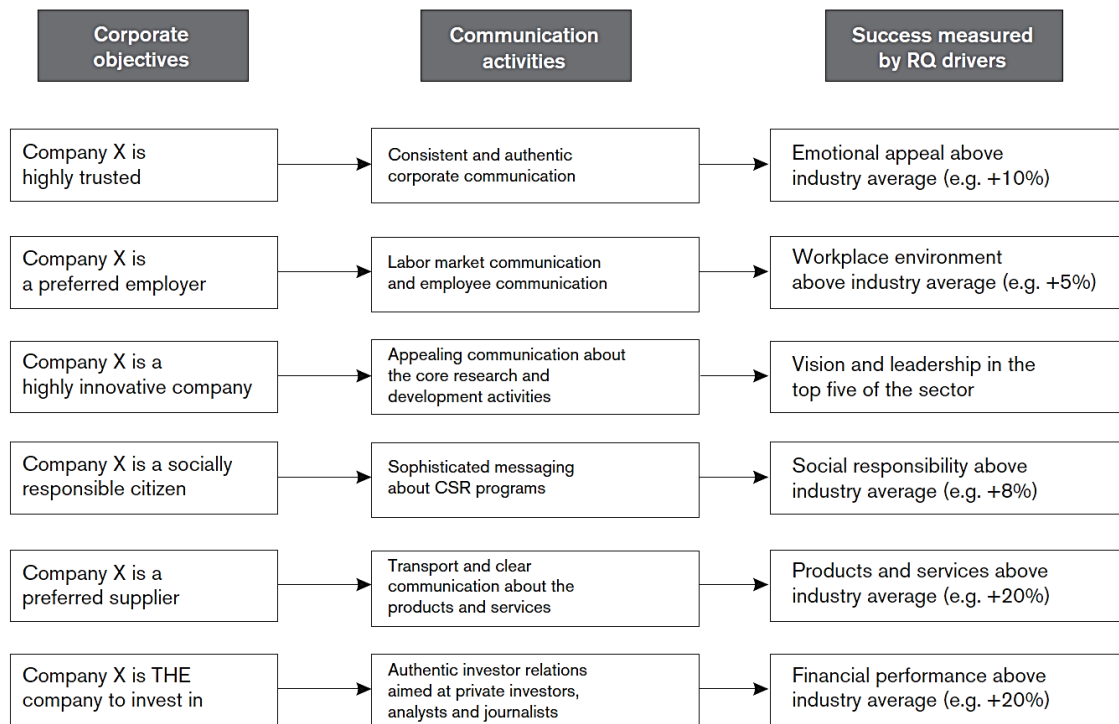 Corporate
objectives
Communication
activities
Success measured
by RQ drivers
Company X is
highly trusted
Consistent and authentic
corporate communication
Emotional appeal above
industry average (e.g. +10%)
Company X is
a preferred employer
Labor market communication
and employee communication
Workplace environment
above industry average (e.g. +5%)
Company X is a
highly innovative company
Appealing communication about
the core research and
development activities
Vision and leadership in the
top five of the sector
Company X is a socially
responsible citizen
Sophisticated messaging
about CSR programs
Social responsibility above
industry average (e.g. +8%)
Company X is a
preferred supplier
Transport and clear
communication about the
products and services
Products and services above
industry average (e.g. +20%)
Company X is THE
company to invest in
Authentic investor relations
aimed at private investors,
analysts and journalists
Financial performance above
industry average (e.g. +20%)